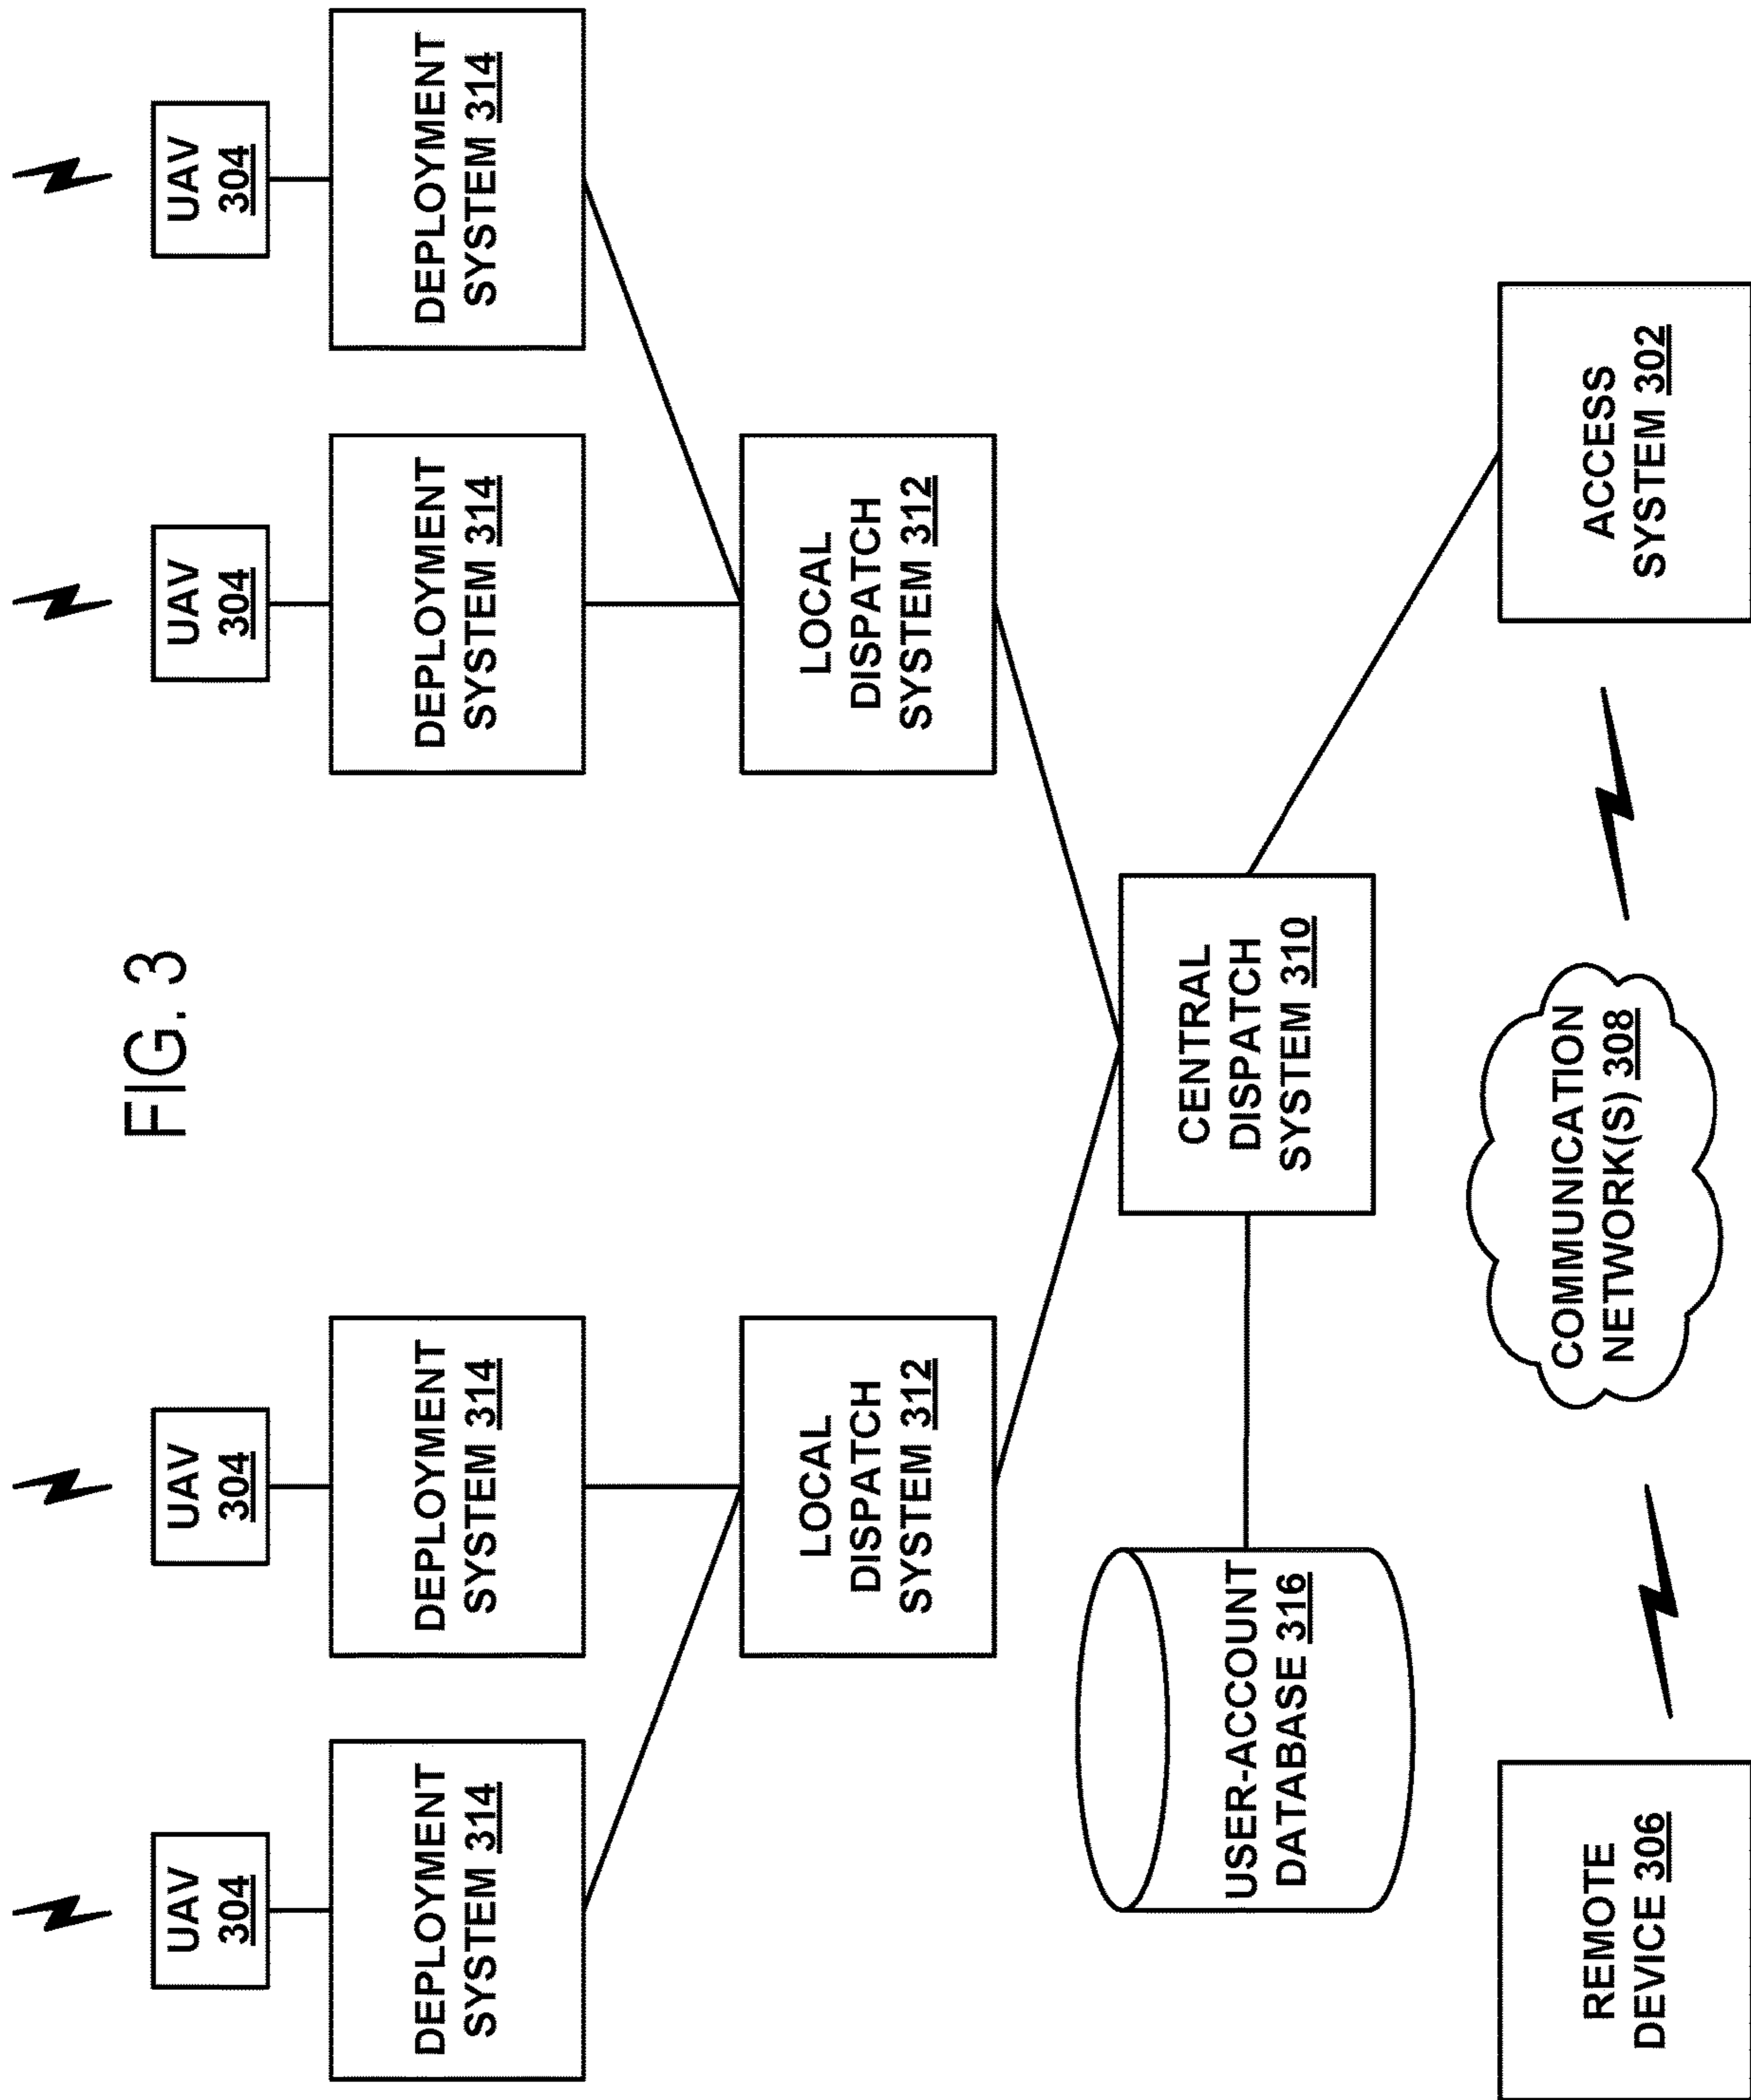 FIG. 3
UAV
304
UAV
304
UAV
304
UAV
304
DEPLOYMENT
SYSTEM 314
DEPLOYMENT
SYSTEM 314
DEPLOYMENT
SYSTEM 314
DEPLOYMENT
SYSTEM 314
LOCAL
DISPATCH
SYSTEM 312
LOCAL
DISPATCH
SYSTEM 312
USER-ACCOUNT
DATABASE 316
CENTRAL
DISPATCH
SYSTEM 310
REMOTE
DEVICE 306
COMMUNICATION
NETWORK(S) 308
ACCESS
SYSTEM 302